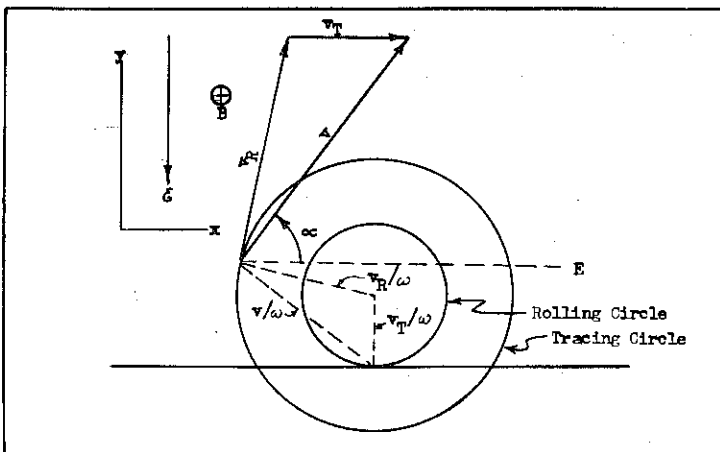 v_T
y
⊕
B
v_R
v
G
x
α
E
v_R/ω
v/ω
v_T/ω
Rolling Circle
Tracing Circle